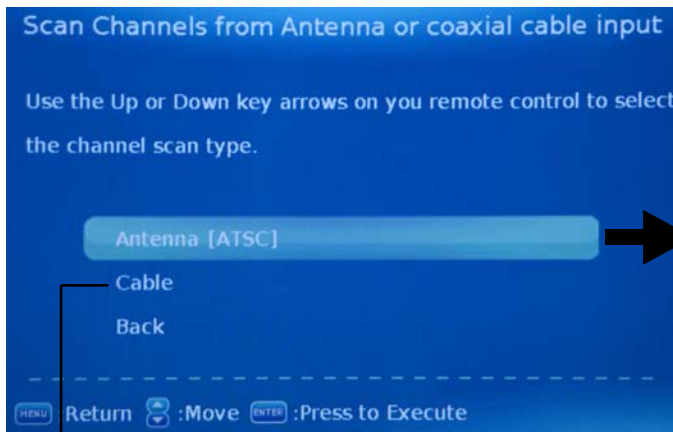 Scan Channels from Antenna or coaxial cable input
Use the Up or Down key arrows on you remote control to select
the channel scan type.
Antenna [ATSC]
Cable
Back
MENU :Return :Move ENTER :Press to Execute